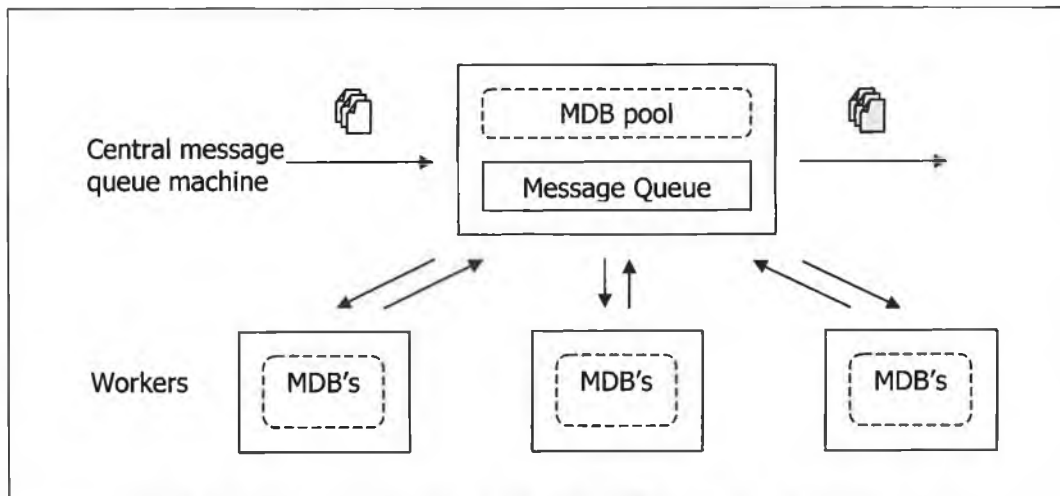 MDB pool
Central message
queue machine
Message Queue
Workers
MDB's
MDB's
MDB's